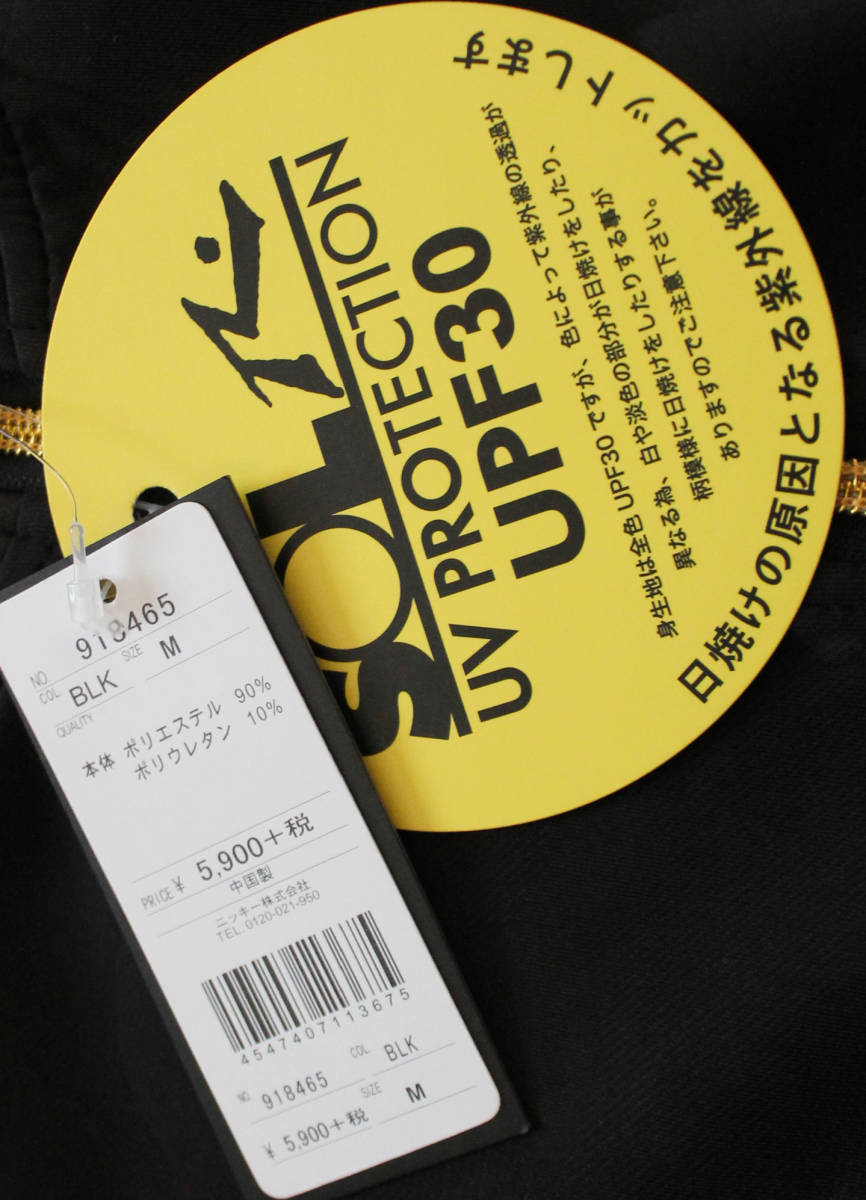 SOL
UV PROTECTION
UPF30
身生地は全色UPF30ですが、色によって紫外線の透過が
異なる為、白や淡色の部分が日焼けをしたり、
柄模様に日焼けをしたりする事が
ありますのでご注意下さい。
日焼けの原因となる紫外線をカットします
NO. 918465
COL BLK SIZE M
QUALITY
本体 ポリエステル 90%
ポリウレタン 10%
PRICE ¥ 5,900+税
中国製
ニッキー株式会社
TEL.0120-021-950
4547407113675
NO. 918465 COL BLK
¥ 5,900+税 SIZE M